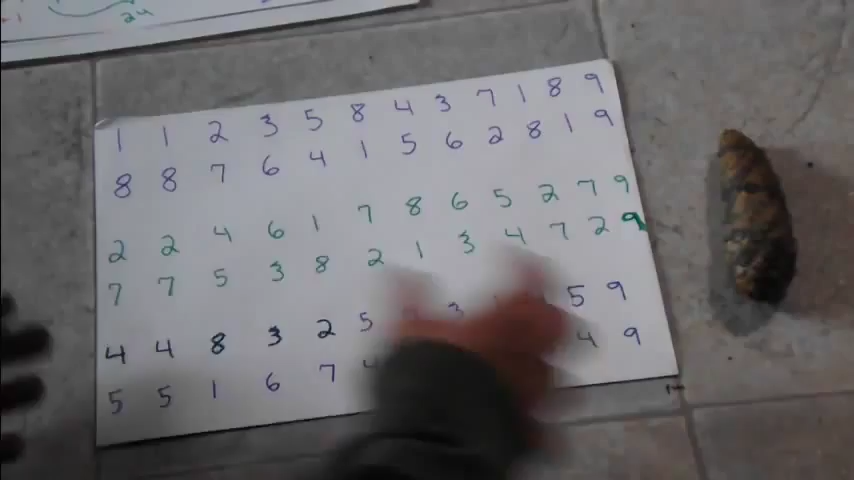 24
1 1 2 3 5 8 4 3 7 1 8 9
8 8 7 6 4 1 5 6 2 8 1 9
2 2 4 6 1 7 8 6 5 2 7 9
7 7 5 3 8 2 1 3 4 7 2 9
4 4 8 3 2 5 3 5 9
5 5 1 6 7 4 4 9